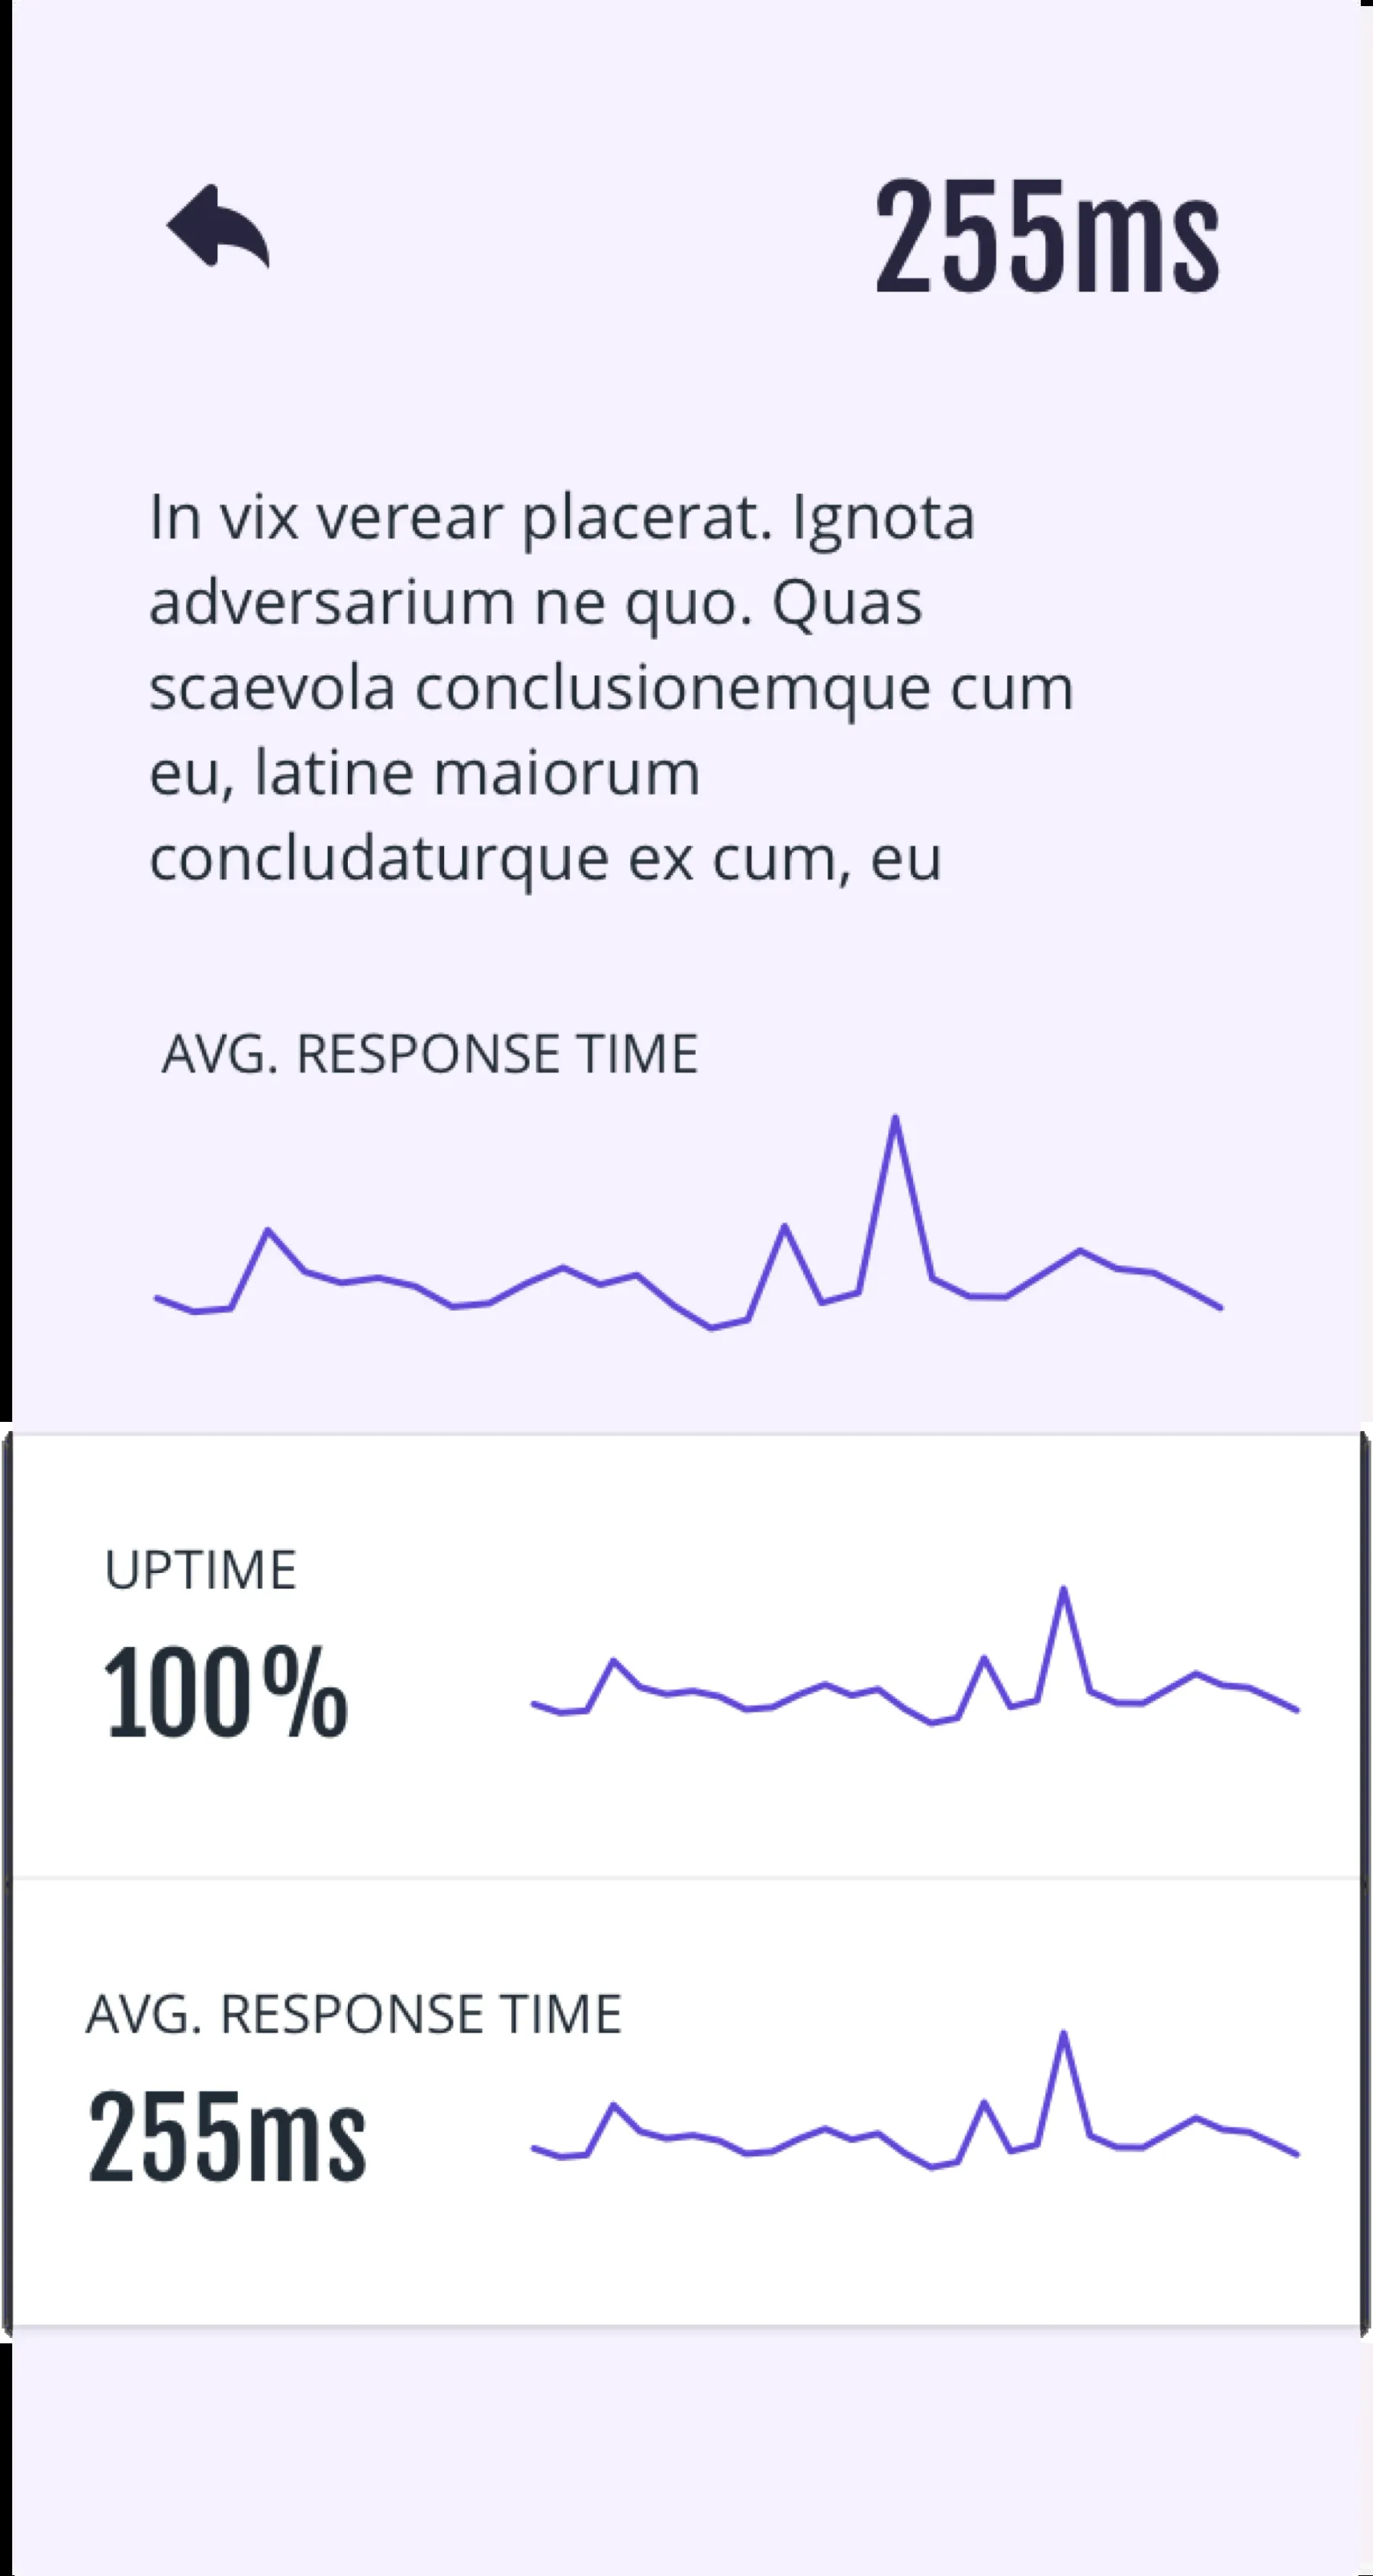 255ms
In vix verear placerat. Ignota
adversarium ne quo. Quas
scaevola conclusionemque cum
eu, latine maiorum
concludaturque ex cum, eu
AVG. RESPONSE TIME
UPTIME
100%
AVG. RESPONSE TIME
255ms